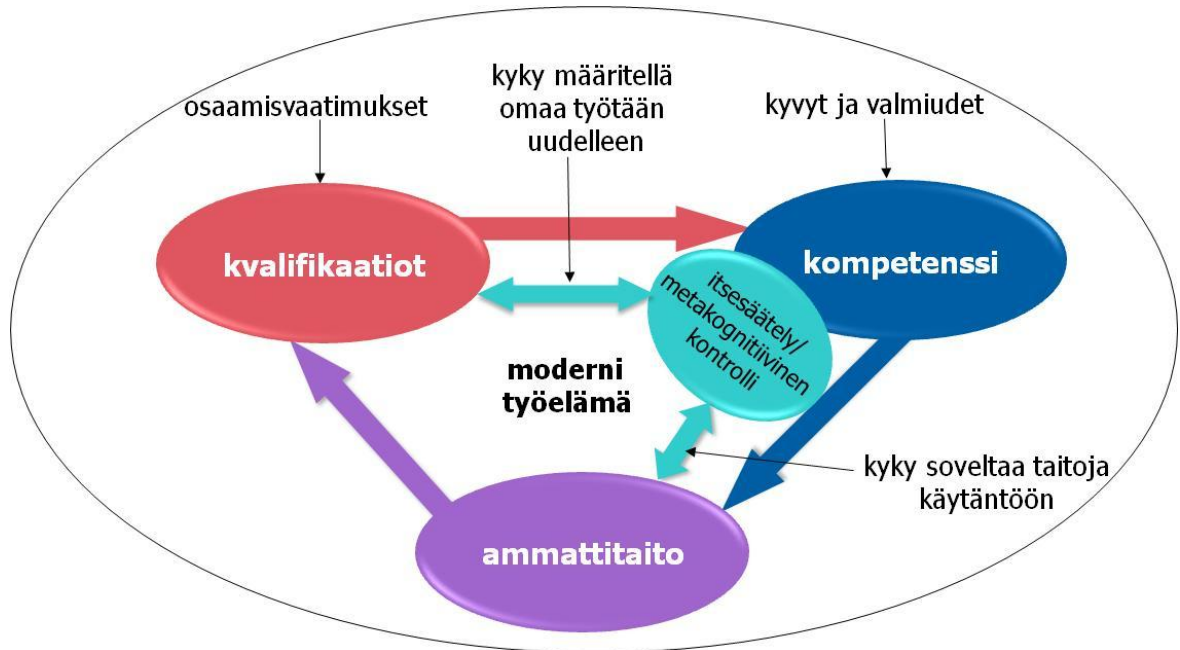 osaamisvaatimukset
kyky määritellä
omaa työtään
uudelleen
kyvyt ja valmiudet
kvalifikaatiot
kompetenssi
itsesäätely/
metakognitiivinen
kontrolli
moderni
työelämä
kyky soveltaa taitoja
käytäntöön
ammattitaito